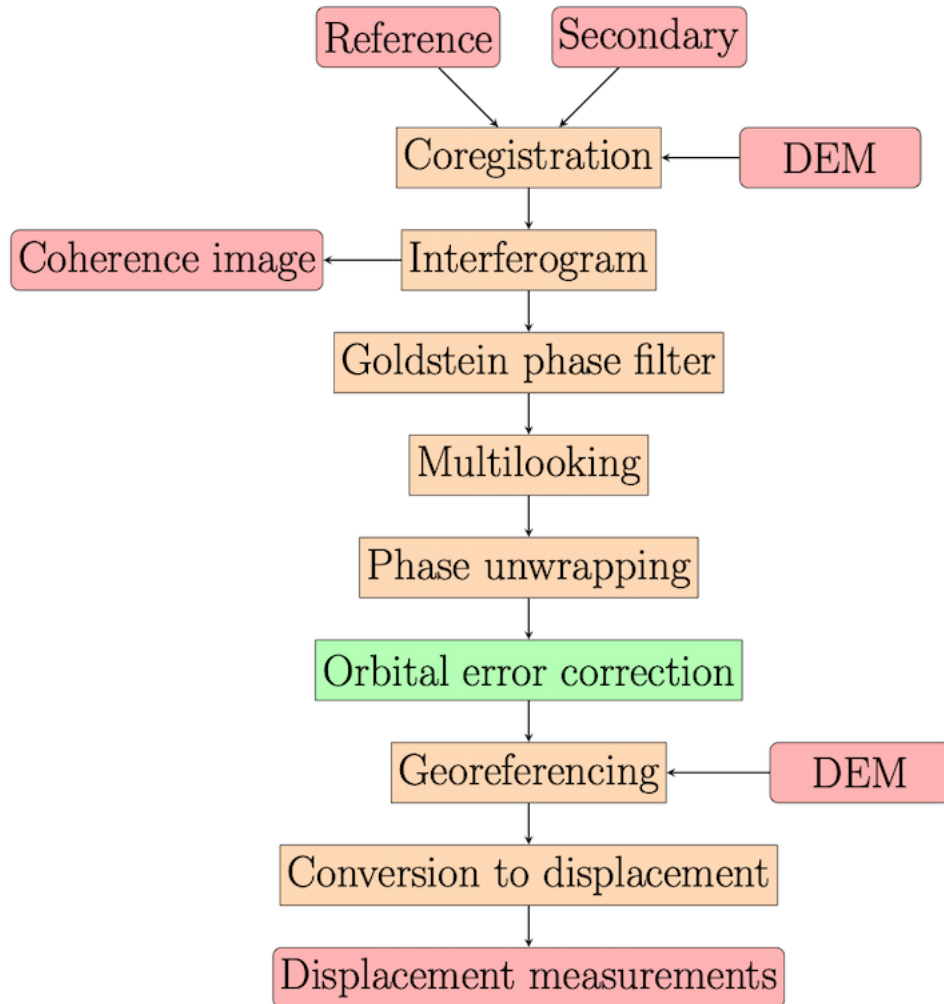 Reference
Secondary
Coregistration
DEM
Coherence image
Interferogram
Goldstein phase filter
Multilooking
Phase unwrapping
Orbital error correction
Georeferencing
DEM
Conversion to displacement
Displacement measurements